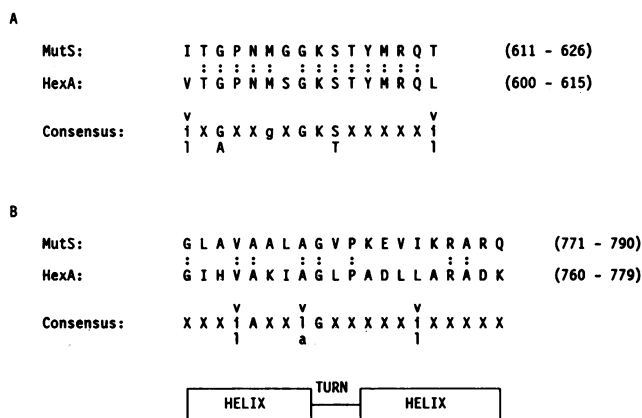 A
MutS: I T G P N M G G K S T Y M R Q T (611 - 626)
: : : : : : : : : : : : :
HexA: V T G P N M S G K S T Y M R Q L (600 - 615)
v v
Consensus: i X G X X g X G K S X X X X X i
l A T l
B
MutS: G L A V A A L A G V P K E V I K R A R Q (771 - 790)
: : : : : : : :
HexA: G I H V A K I A G L P A D L L A R A D K (760 - 779)
v v v
Consensus: X X X i A X X l G X X X X X i X X X X X
l a l
TURN
HELIX HELIX